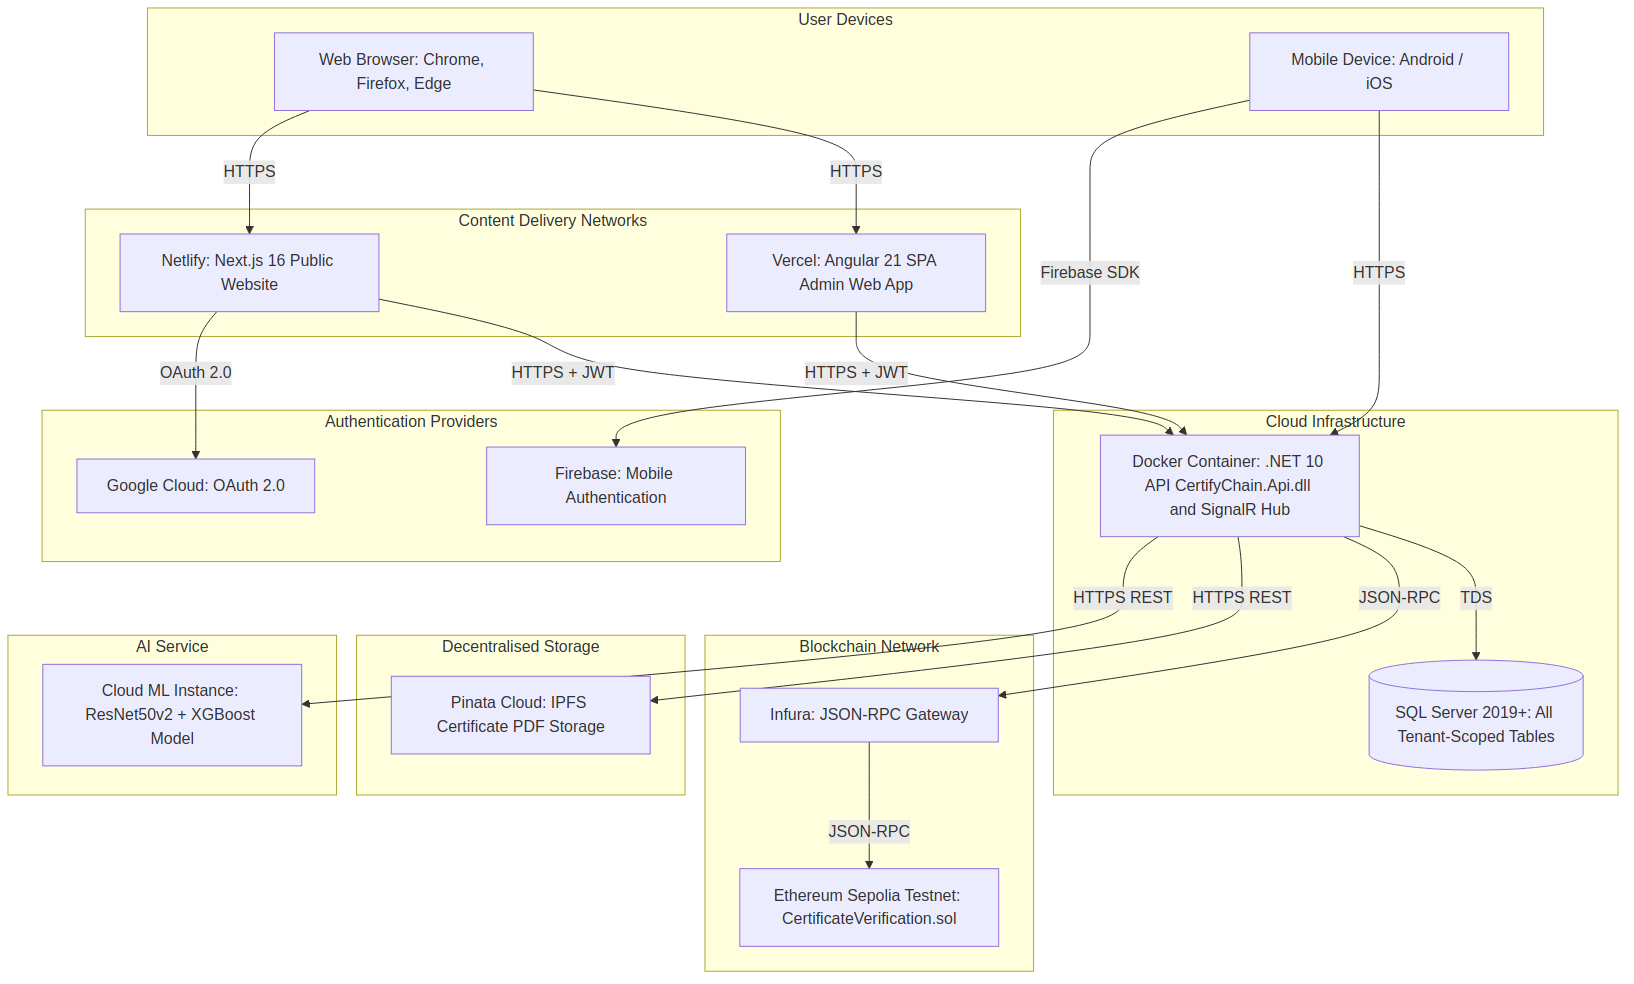 User Devices
Web Browser: Chrome,
Firefox, Edge
Mobile Device: Android /
iOS
HTTPS
HTTPS
Content Delivery Networks
Netlify: Next.js 16 Public
Website
Vercel: Angular 21 SPA
Admin Web App
Firebase SDK
HTTPS
OAuth 2.0
HTTPS + JWT
HTTPS + JWT
Authentication Providers
Google Cloud: OAuth 2.0
Firebase: Mobile
Authentication
Cloud Infrastructure
Docker Container: .NET 10
API CertifyChain.Api.dll
and SignalR Hub
HTTPS REST
HTTPS REST
JSON-RPC
TDS
AI Service
Cloud ML Instance:
ResNet50v2 + XGBoost
Model
Decentralised Storage
Pinata Cloud: IPFS
Certificate PDF Storage
Blockchain Network
Infura: JSON-RPC Gateway
SQL Server 2019+: All
Tenant-Scoped Tables
JSON-RPC
Ethereum Sepolia Testnet:
CertificateVerification.sol